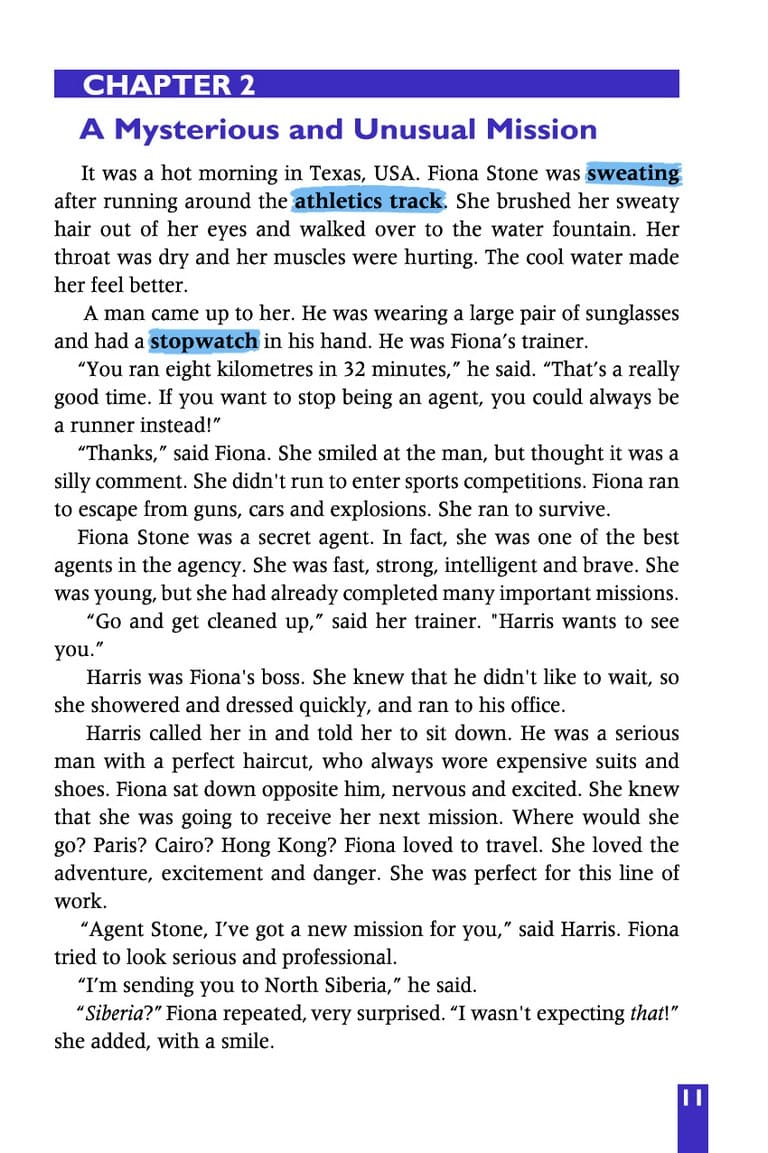 CHAPTER 2
A Mysterious and Unusual Mission
It was a hot morning in Texas, USA. Fiona Stone was sweating
after running around the athletics track. She brushed her sweaty
hair out of her eyes and walked over to the water fountain. Her
throat was dry and her muscles were hurting. The cool water made
her feel better.
A man came up to her. He was wearing a large pair of sunglasses
and had a stopwatch in his hand. He was Fiona’s trainer.
“You ran eight kilometres in 32 minutes,” he said. “That’s a really
good time. If you want to stop being an agent, you could always be
a runner instead!”
“Thanks,” said Fiona. She smiled at the man, but thought it was a
silly comment. She didn't run to enter sports competitions. Fiona ran
to escape from guns, cars and explosions. She ran to survive.
Fiona Stone was a secret agent. In fact, she was one of the best
agents in the agency. She was fast, strong, intelligent and brave. She
was young, but she had already completed many important missions.
“Go and get cleaned up,” said her trainer. "Harris wants to see
you.”
Harris was Fiona's boss. She knew that he didn't like to wait, so
she showered and dressed quickly, and ran to his office.
Harris called her in and told her to sit down. He was a serious
man with a perfect haircut, who always wore expensive suits and
shoes. Fiona sat down opposite him, nervous and excited. She knew
that she was going to receive her next mission. Where would she
go? Paris? Cairo? Hong Kong? Fiona loved to travel. She loved the
adventure, excitement and danger. She was perfect for this line of
work.
“Agent Stone, I’ve got a new mission for you,” said Harris. Fiona
tried to look serious and professional.
“I’m sending you to North Siberia,” he said.
“Siberia?” Fiona repeated, very surprised. “I wasn't expecting that!”
she added, with a smile.
11